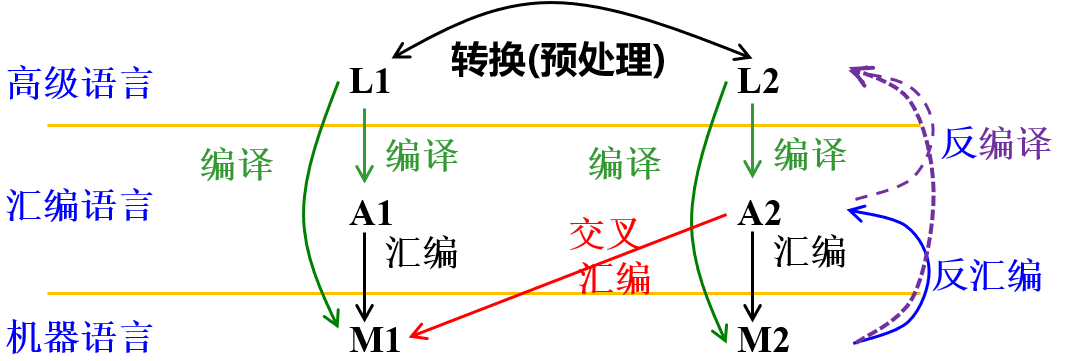 转换(预处理)
高级语言 L1 L2
编译 编译 编译 编译 反编译
汇编语言 A1 A2
交叉
汇编 汇编 汇编 反汇编
机器语言 M1 M2